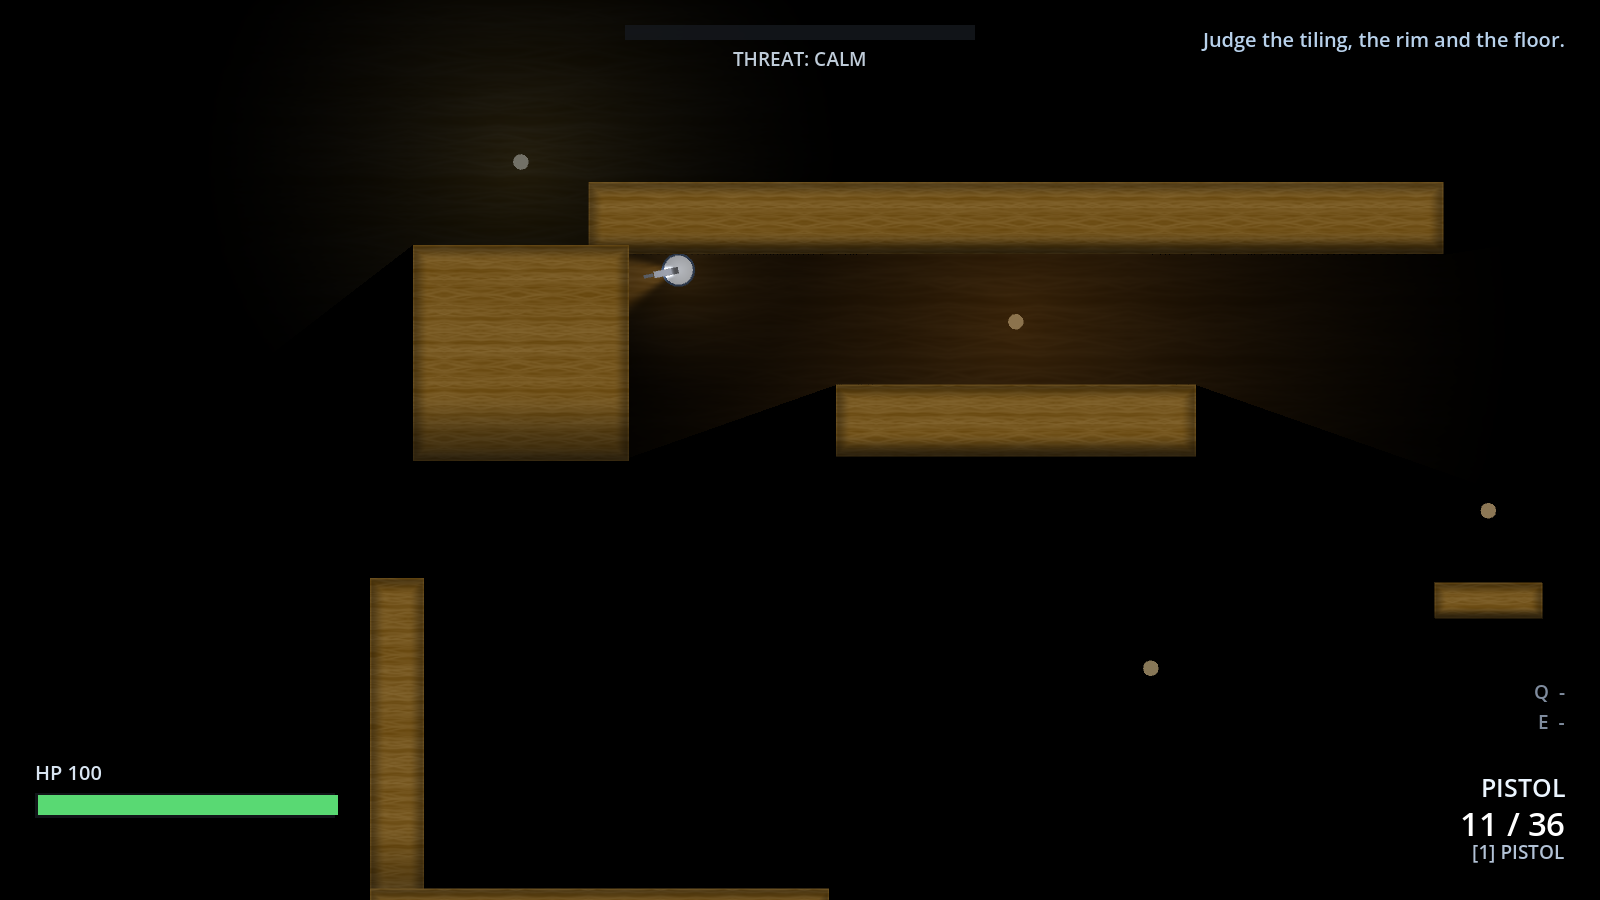 Judge the tiling, the rim and the floor.
THREAT: CALM
Q -
E -
HP 100
PISTOL
11 / 36
[1] PISTOL